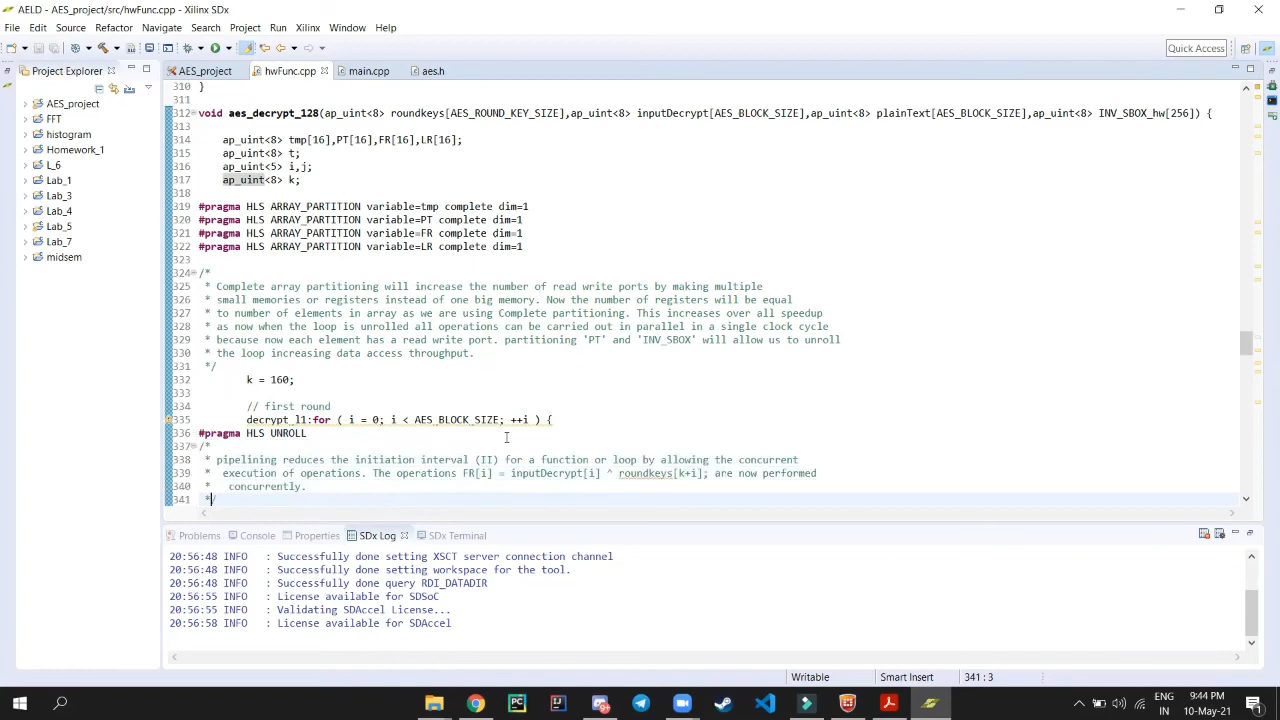 AELD - AES_project/src/hwFunc.cpp - Xilinx SDx
File Edit Source Refactor Navigate Search Project Run Xilinx Window Help
Quick Access
Project Explorer
AES_project
FFT
histogram
Homework_1
L_6
Lab_1
Lab_3
Lab_4
Lab_5
Lab_7
midsem
AES_project hwFunc.cpp main.cpp aes.h
310 }
311
312 void aes_decrypt_128(ap_uint<8> roundkeys[AES_ROUND_KEY_SIZE],ap_uint<8> inputDecrypt[AES_BLOCK_SIZE],ap_uint<8> plainText[AES_BLOCK_SIZE],ap_uint<8> INV_SBOX_hw[256]) {
313
314 ap_uint<8> tmp[16],PT[16],FR[16],LR[16];
315 ap_uint<8> t;
316 ap_uint<5> i,j;
317 ap_uint<8> k;
318
319 #pragma HLS ARRAY_PARTITION variable=tmp complete dim=1
320 #pragma HLS ARRAY_PARTITION variable=PT complete dim=1
321 #pragma HLS ARRAY_PARTITION variable=FR complete dim=1
322 #pragma HLS ARRAY_PARTITION variable=LR complete dim=1
323
324 /*
325 * Complete array partitioning will increase the number of read write ports by making multiple
326 * small memories or registers instead of one big memory. Now the number of registers will be equal
327 * to number of elements in array as we are using Complete partitioning. This increases over all speedup
328 * as now when the loop is unrolled all operations can be carried out in parallel in a single clock cycle
329 * because now each element has a read write port. partitioning 'PT' and 'INV_SBOX' will allow us to unroll
330 * the loop increasing data access throughput.
331 */
332 k = 160;
333
334 // first round
335 decrypt_l1:for ( i = 0; i < AES_BLOCK_SIZE; ++i ) {
336 #pragma HLS UNROLL
337 /*
338 * pipelining reduces the initiation interval (II) for a function or loop by allowing the concurrent
339 * execution of operations. The operations FR[i] = inputDecrypt[i] ^ roundkeys[k+i]; are now performed
340 * concurrently.
341 */
Problems Console Properties SDx Log SDx Terminal
20:56:48 INFO : Successfully done setting XSCT server connection channel
20:56:48 INFO : Successfully done setting workspace for the tool.
20:56:48 INFO : Successfully done query RDI_DATADIR
20:56:55 INFO : License available for SDSoC
20:56:55 INFO : Validating SDAccel License...
20:56:58 INFO : License available for SDAccel
Writable Smart Insert 341 : 3
ENG
IN
9:44 PM
10-May-21